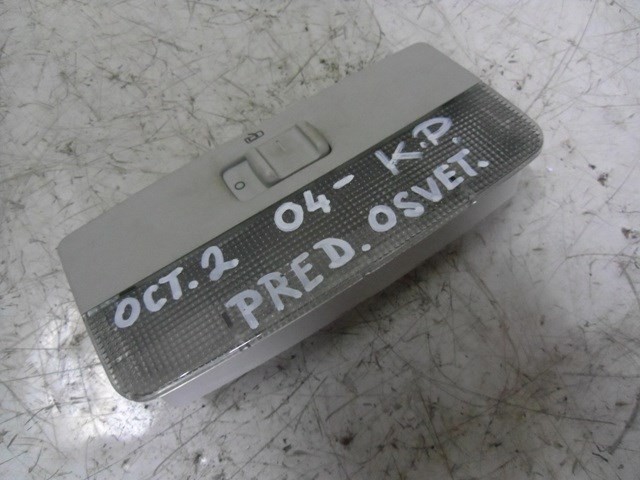 O
OCT. 2 04- K.D.
PRED. OSVET.